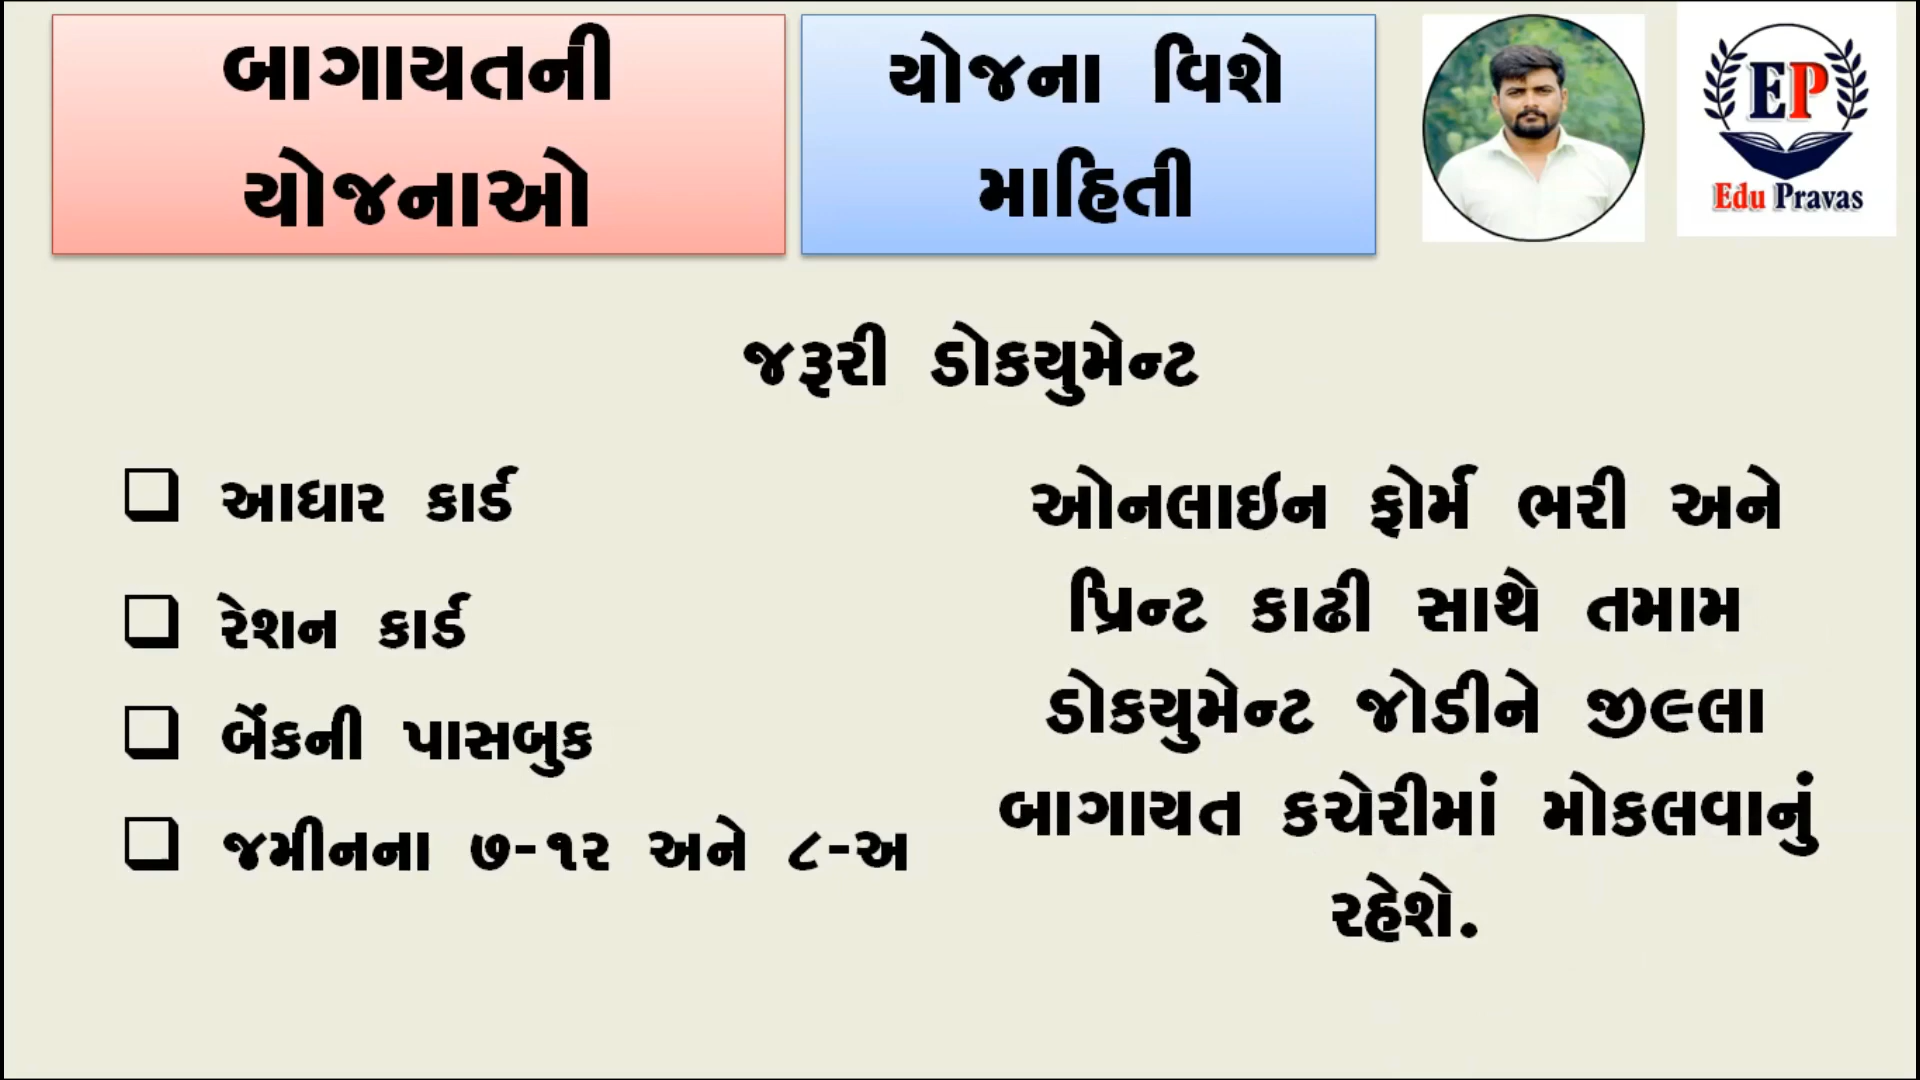 બાગાયતની
યોજનાઓ
યોજના વિશે
માહિતી
EP
Edu Pravas
જરૂરી ડોકયુમેન્ટ
❑ આધાર કાર્ડ
❑ રેશન કાર્ડ
❑ બેંકની પાસબુક
❑ જમીનના ૭-૧૨ અને ૮-અ
ઓનલાઇન ફોર્મ ભરી અને
પ્રિન્ટ કાઢી સાથે તમામ
ડોકયુમેન્ટ જોડીને જીલ્લા
બાગાયત કચેરીમાં મોકલવાનું
રહેશે.